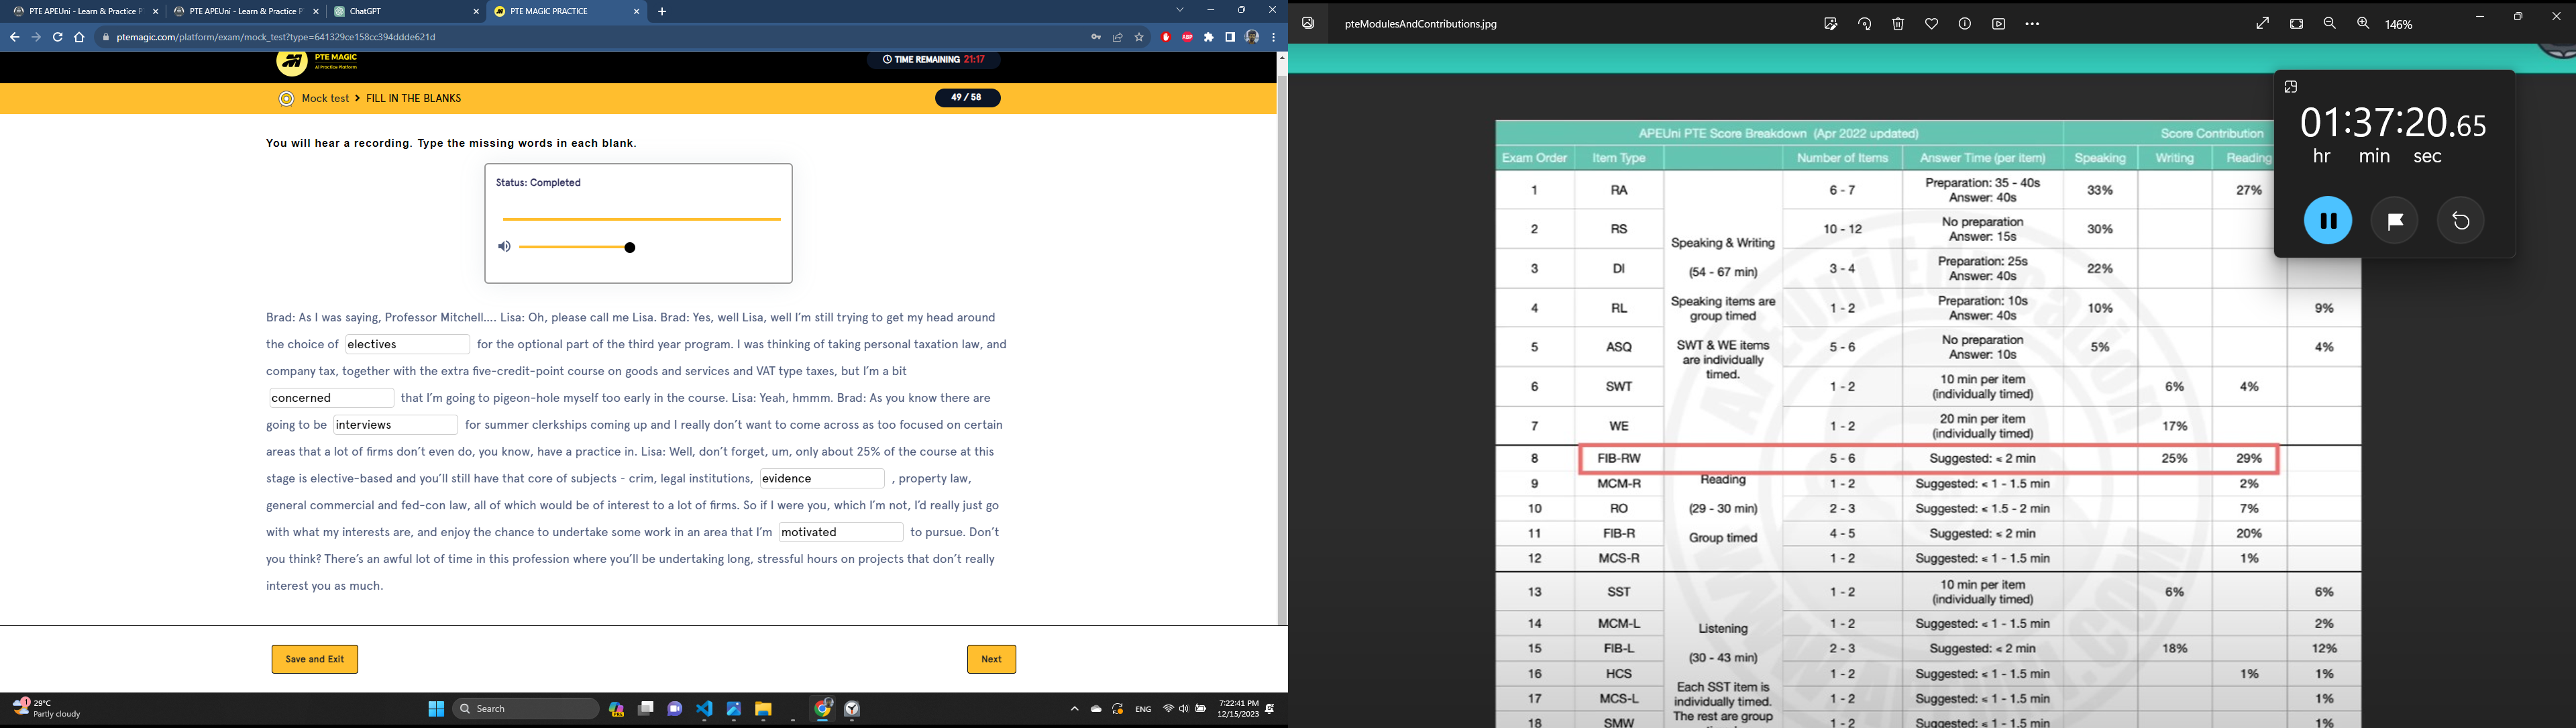 PTE APEUni - Learn & Practice P
PTE APEUni - Learn & Practice P
ChatGPT
PTE MAGIC PRACTICE
ptemagic.com/platform/exam/mock_test?type=641329ce158cc394ddde621d
PTE MAGIC
AI Practice Platform
TIME REMAINING 21:17
Mock test > FILL IN THE BLANKS
49 / 58
You will hear a recording. Type the missing words in each blank.
Status: Completed
Brad: As I was saying, Professor Mitchell.... Lisa: Oh, please call me Lisa. Brad: Yes, well Lisa, well I'm still trying to get my head around
the choice of electives for the optional part of the third year program. I was thinking of taking personal taxation law, and
company tax, together with the extra five-credit-point course on goods and services and VAT type taxes, but I'm a bit
concerned that I'm going to pigeon-hole myself too early in the course. Lisa: Yeah, hmmm. Brad: As you know there are
going to be interviews for summer clerkships coming up and I really don't want to come across as too focused on certain
areas that a lot of firms don't even do, you know, have a practice in. Lisa: Well, don't forget, um, only about 25% of the course at this
stage is elective-based and you'll still have that core of subjects - crim, legal institutions, evidence , property law,
general commercial and fed-con law, all of which would be of interest to a lot of firms. So if I were you, which I'm not, I'd really just go
with what my interests are, and enjoy the chance to undertake some work in an area that I'm motivated to pursue. Don't
you think? There's an awful lot of time in this profession where you'll be undertaking long, stressful hours on projects that don't really
interest you as much.
Save and Exit
Next
29°C
Partly cloudy
Search
ENG
7:22:41 PM
12/15/2023
pteModulesAndContributions.jpg
146%
01:37:20.65
hr min sec
APEUni PTE Score Breakdown (Apr 2022 updated) Score Contribution
Exam Order Item Type Number of Items Answer Time (per item) Speaking Writing Reading
1 RA 6 - 7 Preparation: 35 - 40s Answer: 40s 33% 27%
2 RS 10 - 12 No preparation Answer: 15s 30%
Speaking & Writing
(54 - 67 min)
3 DI 3 - 4 Preparation: 25s Answer: 40s 22%
Speaking items are
group timed
4 RL 1 - 2 Preparation: 10s Answer: 40s 10% 9%
SWT & WE items
are individually
timed.
5 ASQ 5 - 6 No preparation Answer: 10s 5% 4%
6 SWT 1 - 2 10 min per item (individually timed) 6% 4%
7 WE 1 - 2 20 min per item (individually timed) 17%
8 FIB-RW 5 - 6 Suggested: < 2 min 25% 29%
Reading
(29 - 30 min)
Group timed
9 MCM-R 1 - 2 Suggested: < 1 - 1.5 min 2%
10 RO 2 - 3 Suggested: < 1.5 - 2 min 7%
11 FIB-R 4 - 5 Suggested: < 2 min 20%
12 MCS-R 1 - 2 Suggested: < 1 - 1.5 min 1%
13 SST 1 - 2 10 min per item (individually timed) 6% 6%
14 MCM-L 1 - 2 Suggested: < 1 - 1.5 min 2%
Listening
(30 - 43 min)
15 FIB-L 2 - 3 Suggested: < 2 min 18% 12%
16 HCS 1 - 2 Suggested: < 1 - 1.5 min 1% 1%
Each SST item is
individually timed.
The rest are group
17 MCS-L 1 - 2 Suggested: < 1 - 1.5 min 1%
18 SMW 1 - 2 Suggested: < 1 - 1.5 min 1%